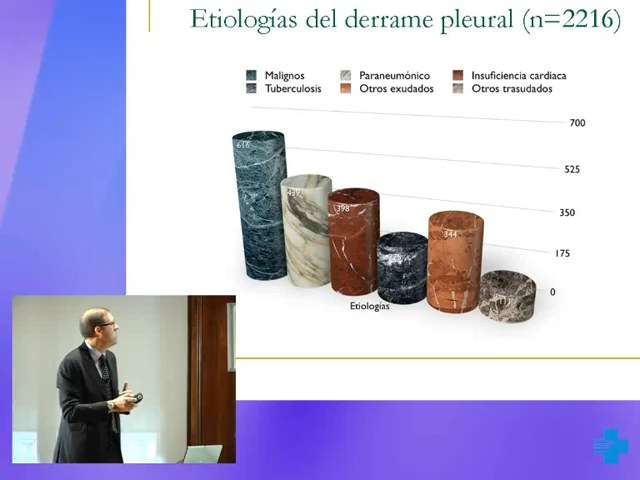 Etiologías del derrame pleural (n=2216)
Malignos
Paraneumónico
Insuficiencia cardiaca
Tuberculosis
Otros exudados
Otros trasudados
700
525
350
175
0
616
398
344
Etiologías